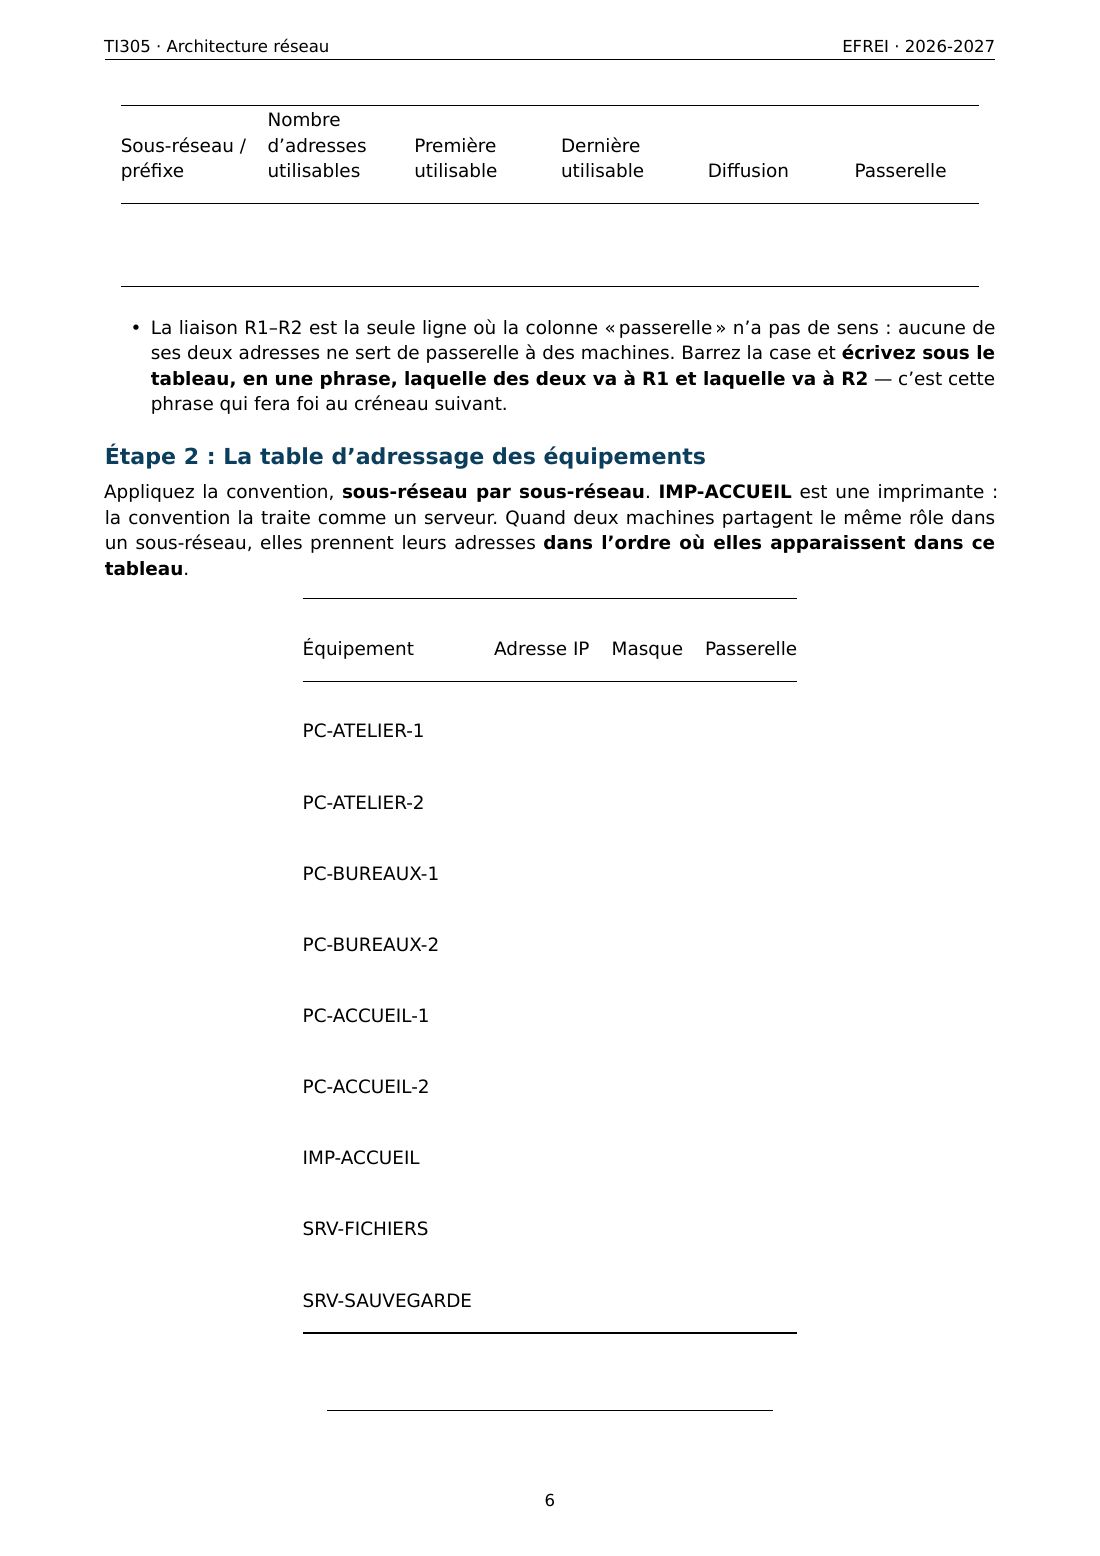 TI305 · Architecture réseau
EFREI · 2026-2027
Sous-réseau / préfixe
Nombre d’adresses utilisables
Première utilisable
Dernière utilisable
Diffusion
Passerelle
• La liaison R1–R2 est la seule ligne où la colonne « passerelle » n’a pas de sens : aucune de
ses deux adresses ne sert de passerelle à des machines. Barrez la case et écrivez sous le
tableau, en une phrase, laquelle des deux va à R1 et laquelle va à R2 — c’est cette
phrase qui fera foi au créneau suivant.
Étape 2 : La table d’adressage des équipements
Appliquez la convention, sous-réseau par sous-réseau. IMP-ACCUEIL est une imprimante :
la convention la traite comme un serveur. Quand deux machines partagent le même rôle dans
un sous-réseau, elles prennent leurs adresses dans l’ordre où elles apparaissent dans ce
tableau.
Équipement Adresse IP Masque Passerelle
PC-ATELIER-1
PC-ATELIER-2
PC-BUREAUX-1
PC-BUREAUX-2
PC-ACCUEIL-1
PC-ACCUEIL-2
IMP-ACCUEIL
SRV-FICHIERS
SRV-SAUVEGARDE
6